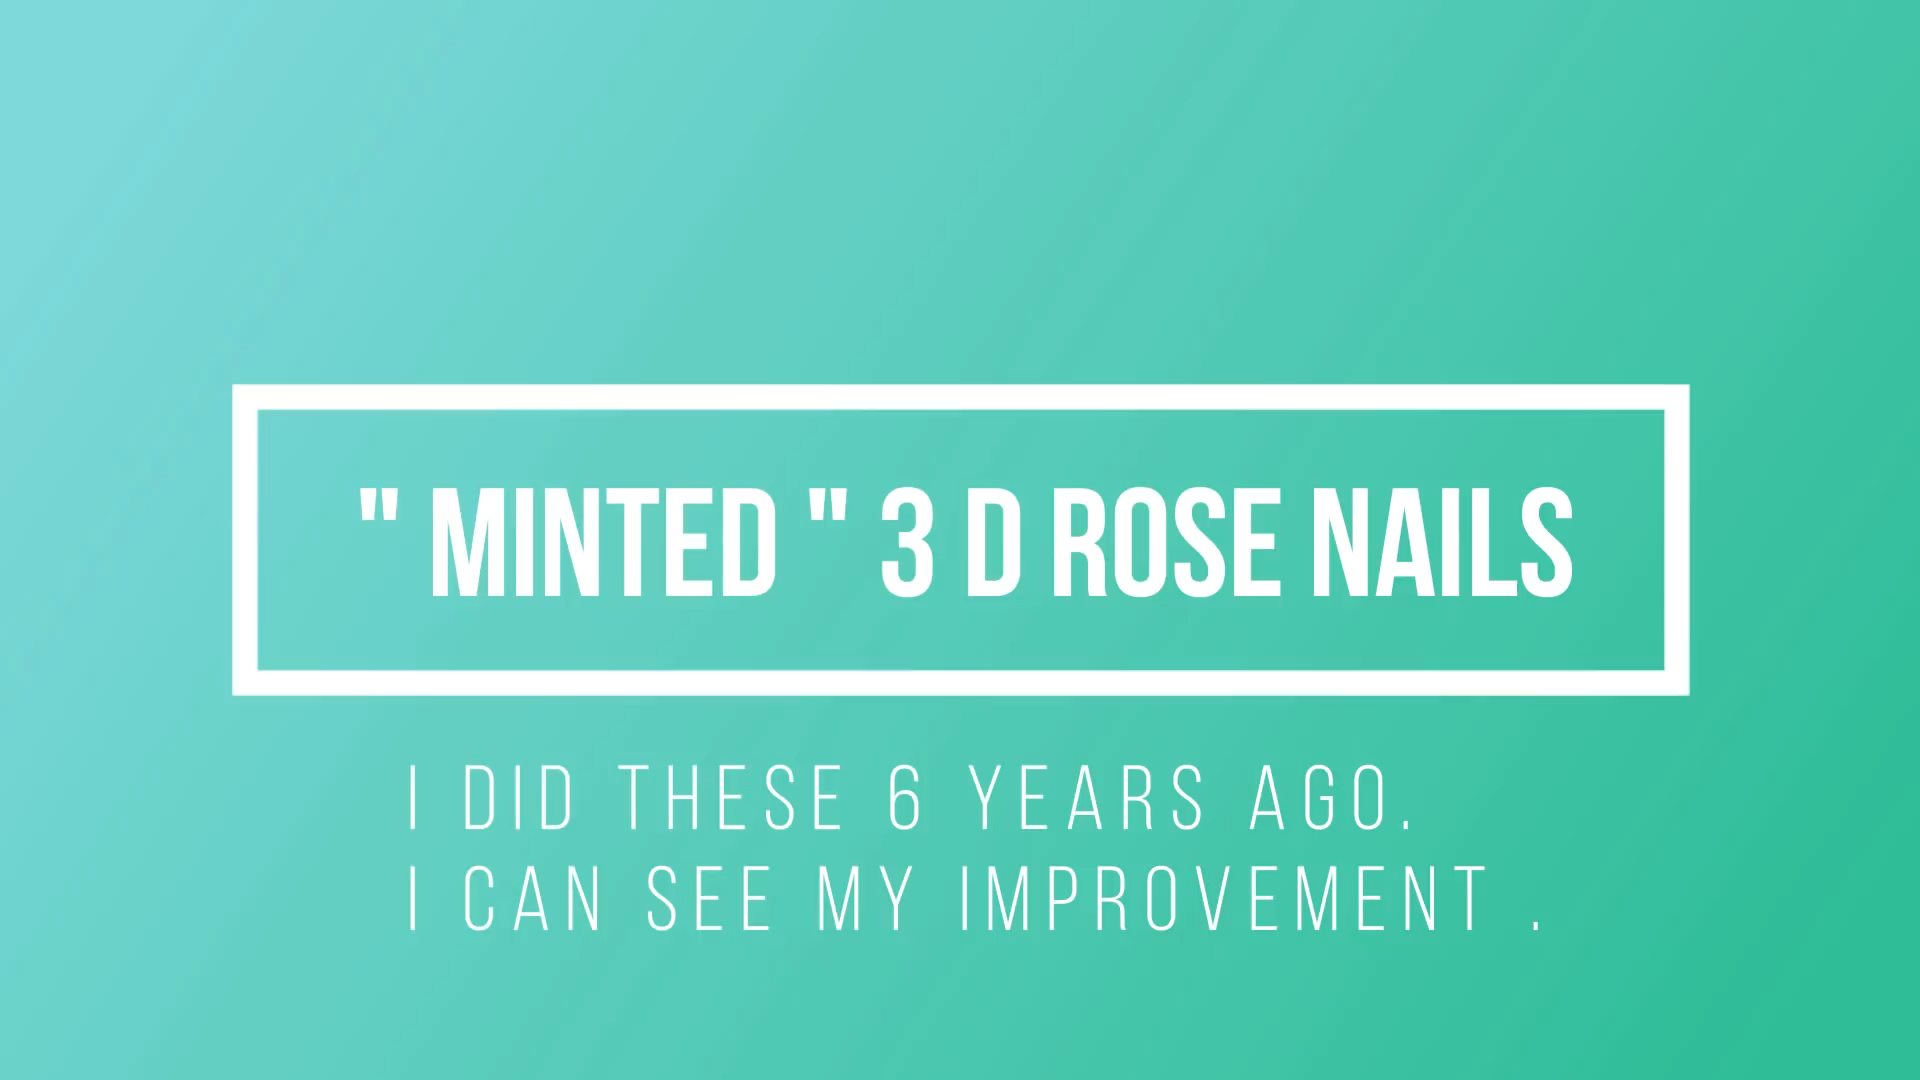 " MINTED " 3 D ROSE NAILS
I DID THESE 6 YEARS AGO.
I CAN SEE MY IMPROVEMENT .